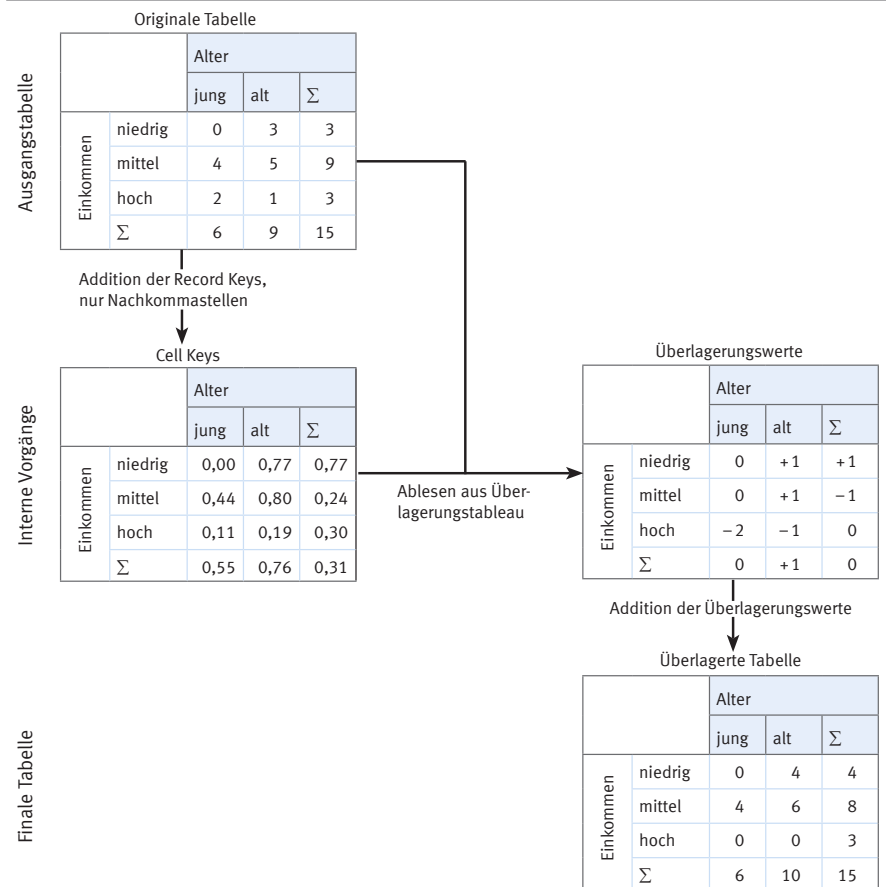 Ausgangstabelle
Originale Tabelle
Alter
jung alt Σ
Einkommen
niedrig 0 3 3
mittel 4 5 9
hoch 2 1 3
Σ 6 9 15
Addition der Record Keys,
nur Nachkommastellen
Interne Vorgänge
Cell Keys
Alter
jung alt Σ
Einkommen
niedrig 0,00 0,77 0,77
mittel 0,44 0,80 0,24
hoch 0,11 0,19 0,30
Σ 0,55 0,76 0,31
Ablesen aus Über-
lagerungstableau
Überlagerungswerte
Alter
jung alt Σ
Einkommen
niedrig 0 +1 +1
mittel 0 +1 −1
hoch −2 −1 0
Σ 0 +1 0
Addition der Überlagerungswerte
Finale Tabelle
Überlagerte Tabelle
Alter
jung alt Σ
Einkommen
niedrig 0 4 4
mittel 4 6 8
hoch 0 0 3
Σ 6 10 15